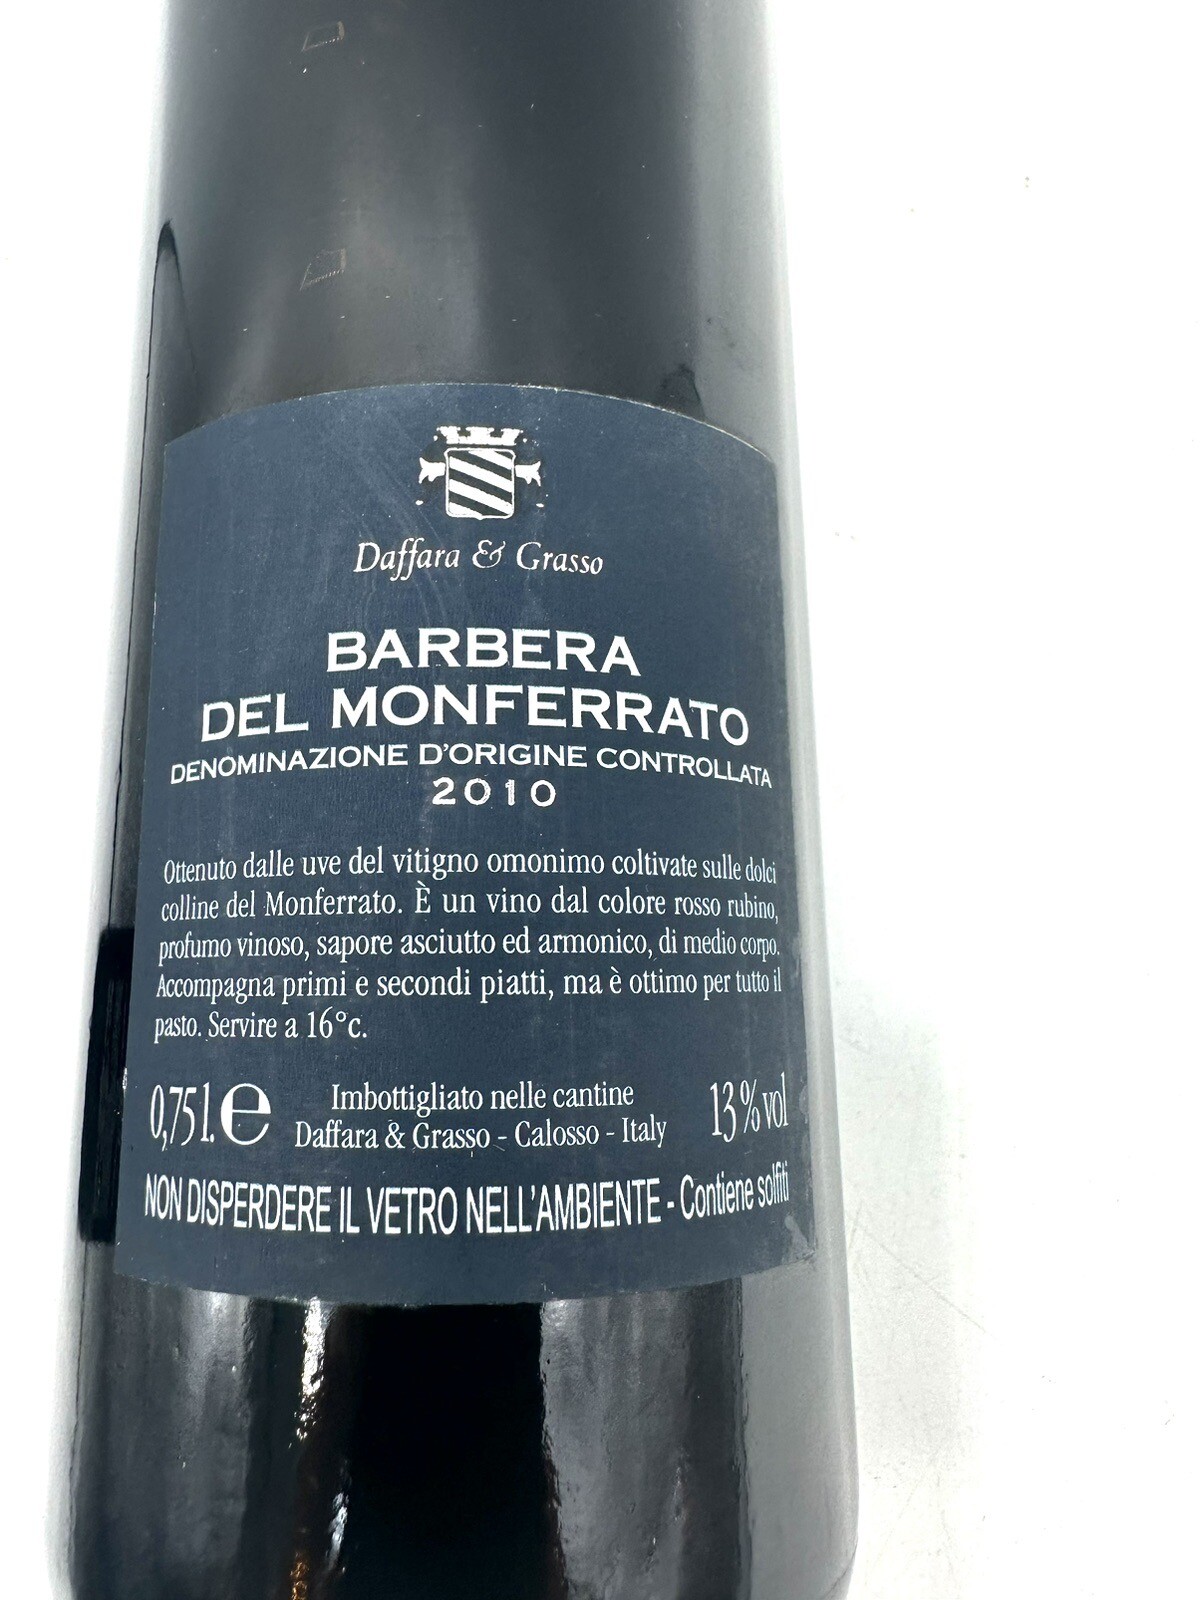 Daffara & Grasso
BARBERA
DEL MONFERRATO
DENOMINAZIONE D'ORIGINE CONTROLLATA
2010
Ottenuto dalle uve del vitigno omonimo coltivate sulle dolci
colline del Monferrato. È un vino dal colore rosso rubino,
profumo vinoso, sapore asciutto ed armonico, di medio corpo.
Accompagna primi e secondi piatti, ma è ottimo per tutto il
pasto. Servire a 16°c.
0,75 l. e
Imbottigliato nelle cantine
Daffara & Grasso - Calosso - Italy
13 % vol
NON DISPERDERE IL VETRO NELL'AMBIENTE - Contiene solfiti